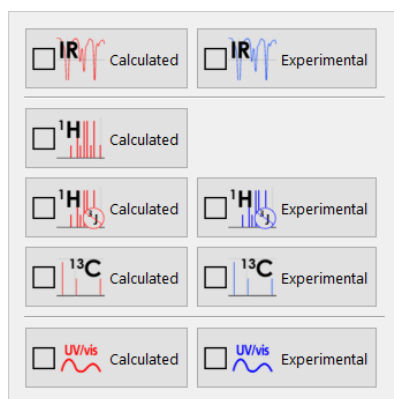 IR Calculated IR Experimental
¹H Calculated
¹H ³J Calculated ¹H ³J Experimental
¹³C Calculated ¹³C Experimental
UV/vis Calculated UV/vis Experimental